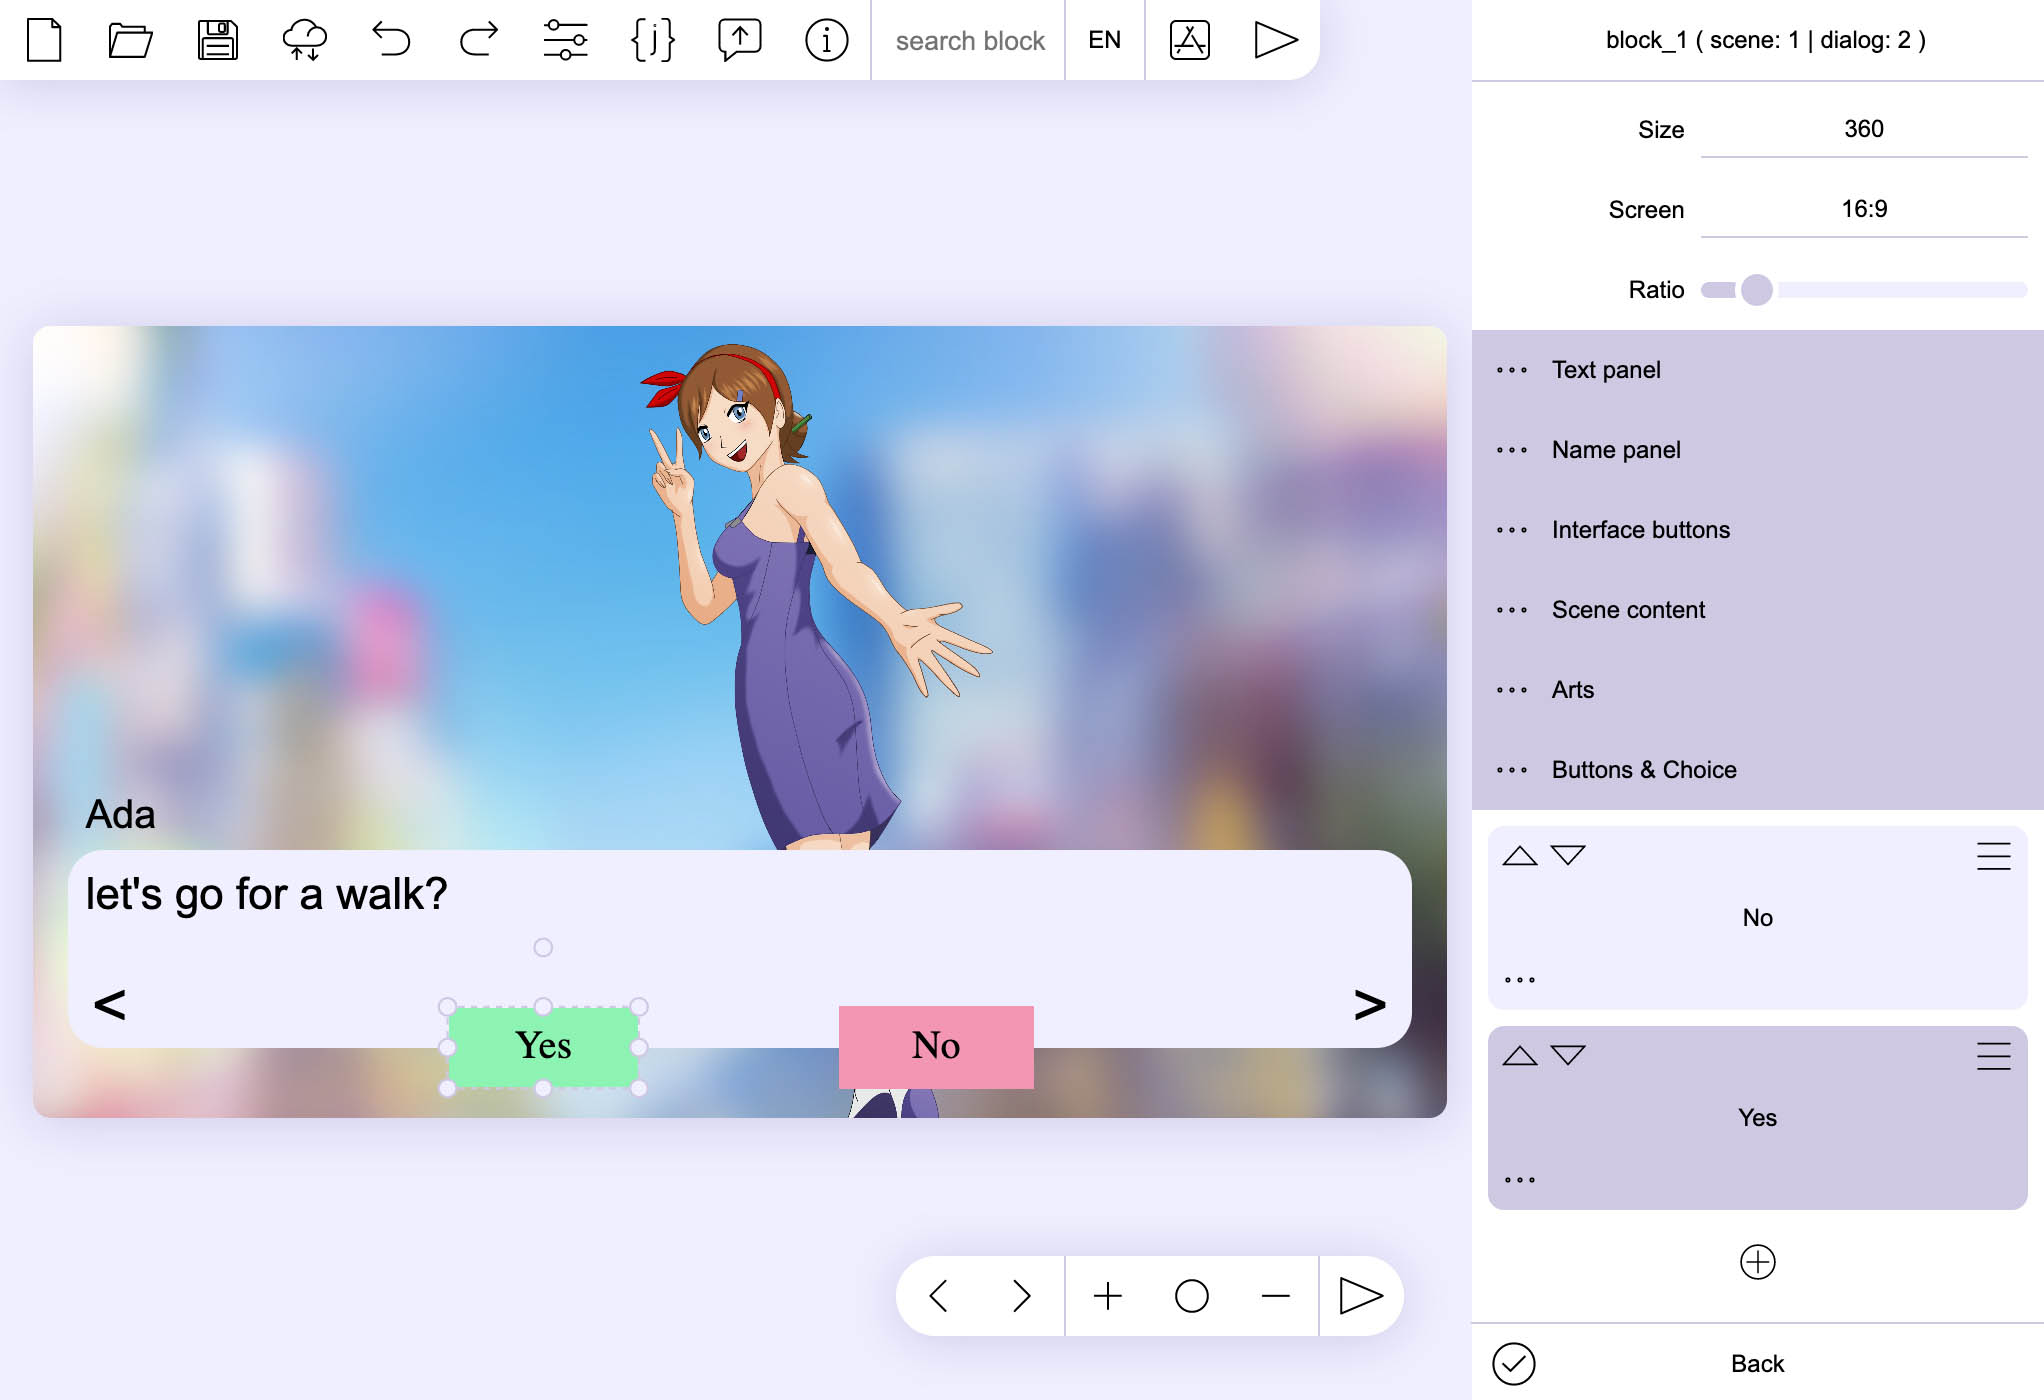 search block
EN
block_1 ( scene: 1 | dialog: 2 )
Size 360
Screen 16:9
Ratio
Text panel
Name panel
Interface buttons
Scene content
Arts
Buttons & Choice
Ada
let's go for a walk?
< >
Yes No
No
Yes
Back